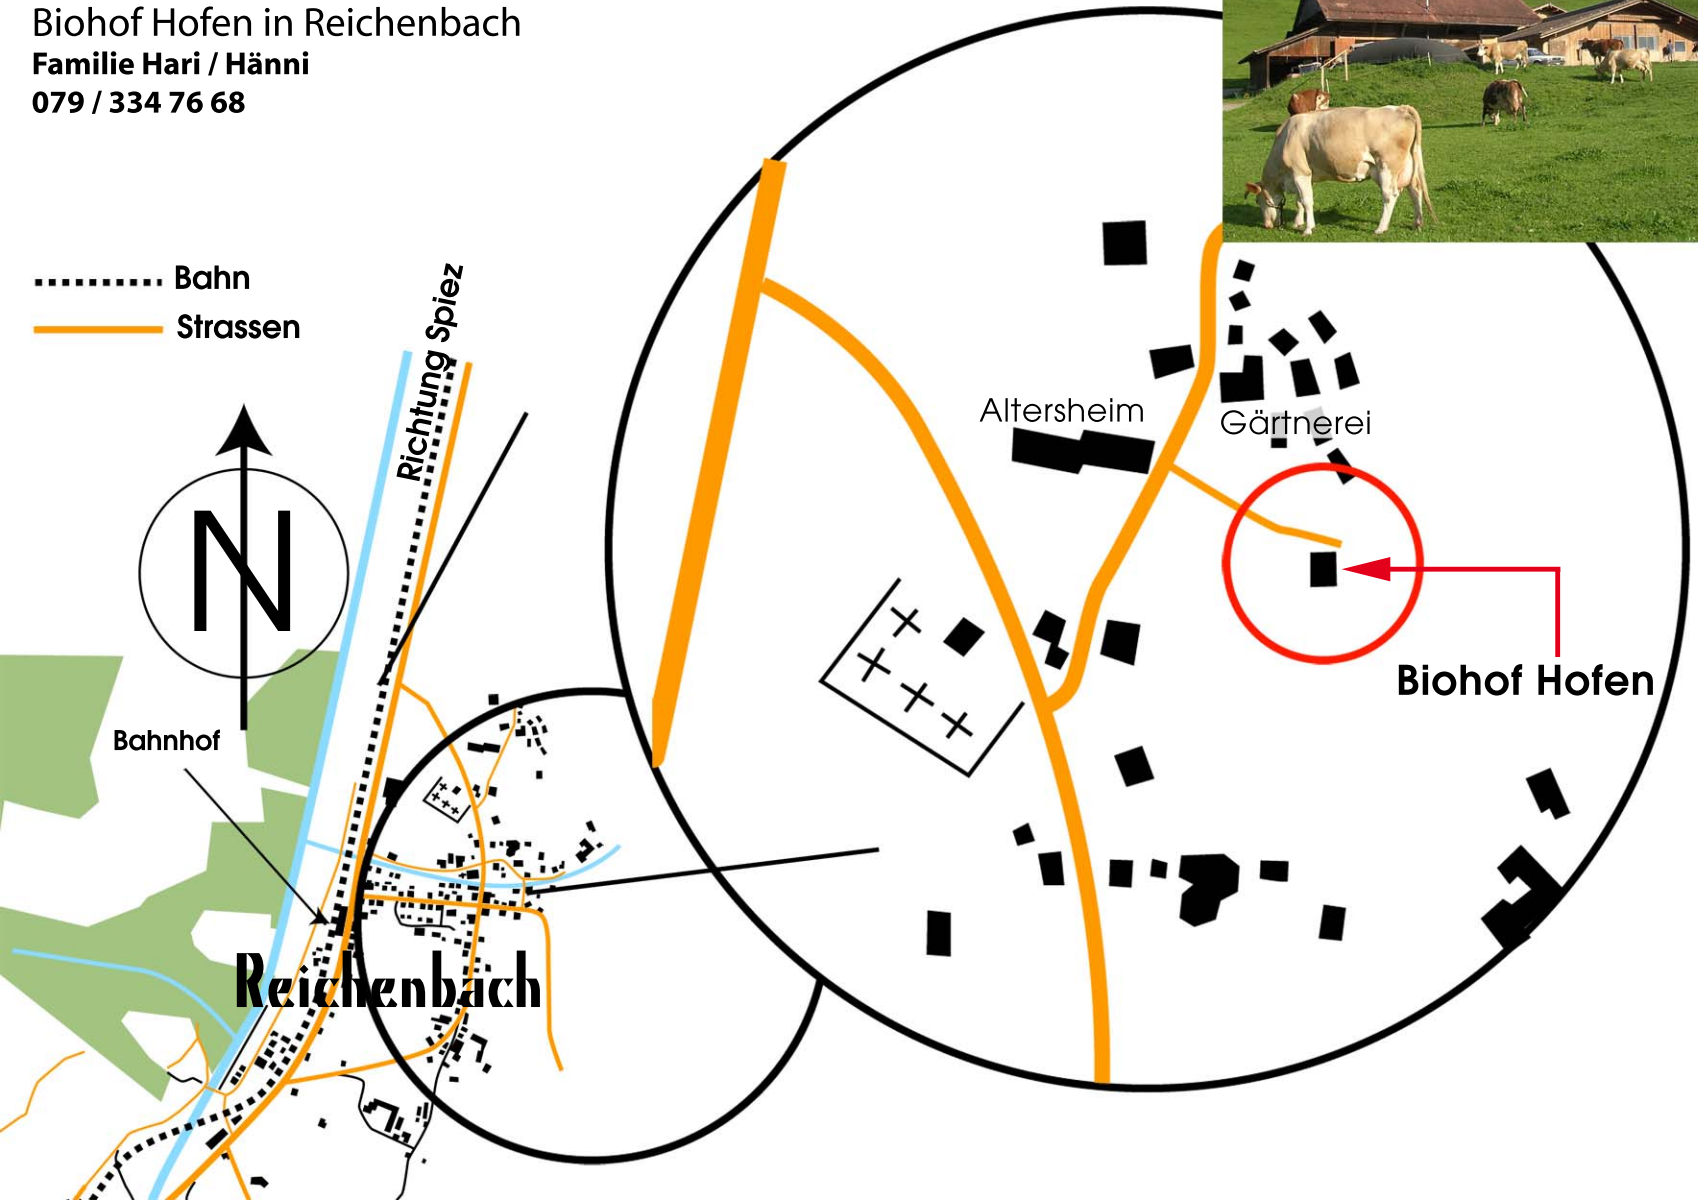 Biohof Hofen in Reichenbach
Familie Hari / Hänni
079 / 334 76 68
Bahn
Strassen
Richtung Spiez
N
Bahnhof
Reichenbach
Altersheim
Gärtnerei
Biohof Hofen